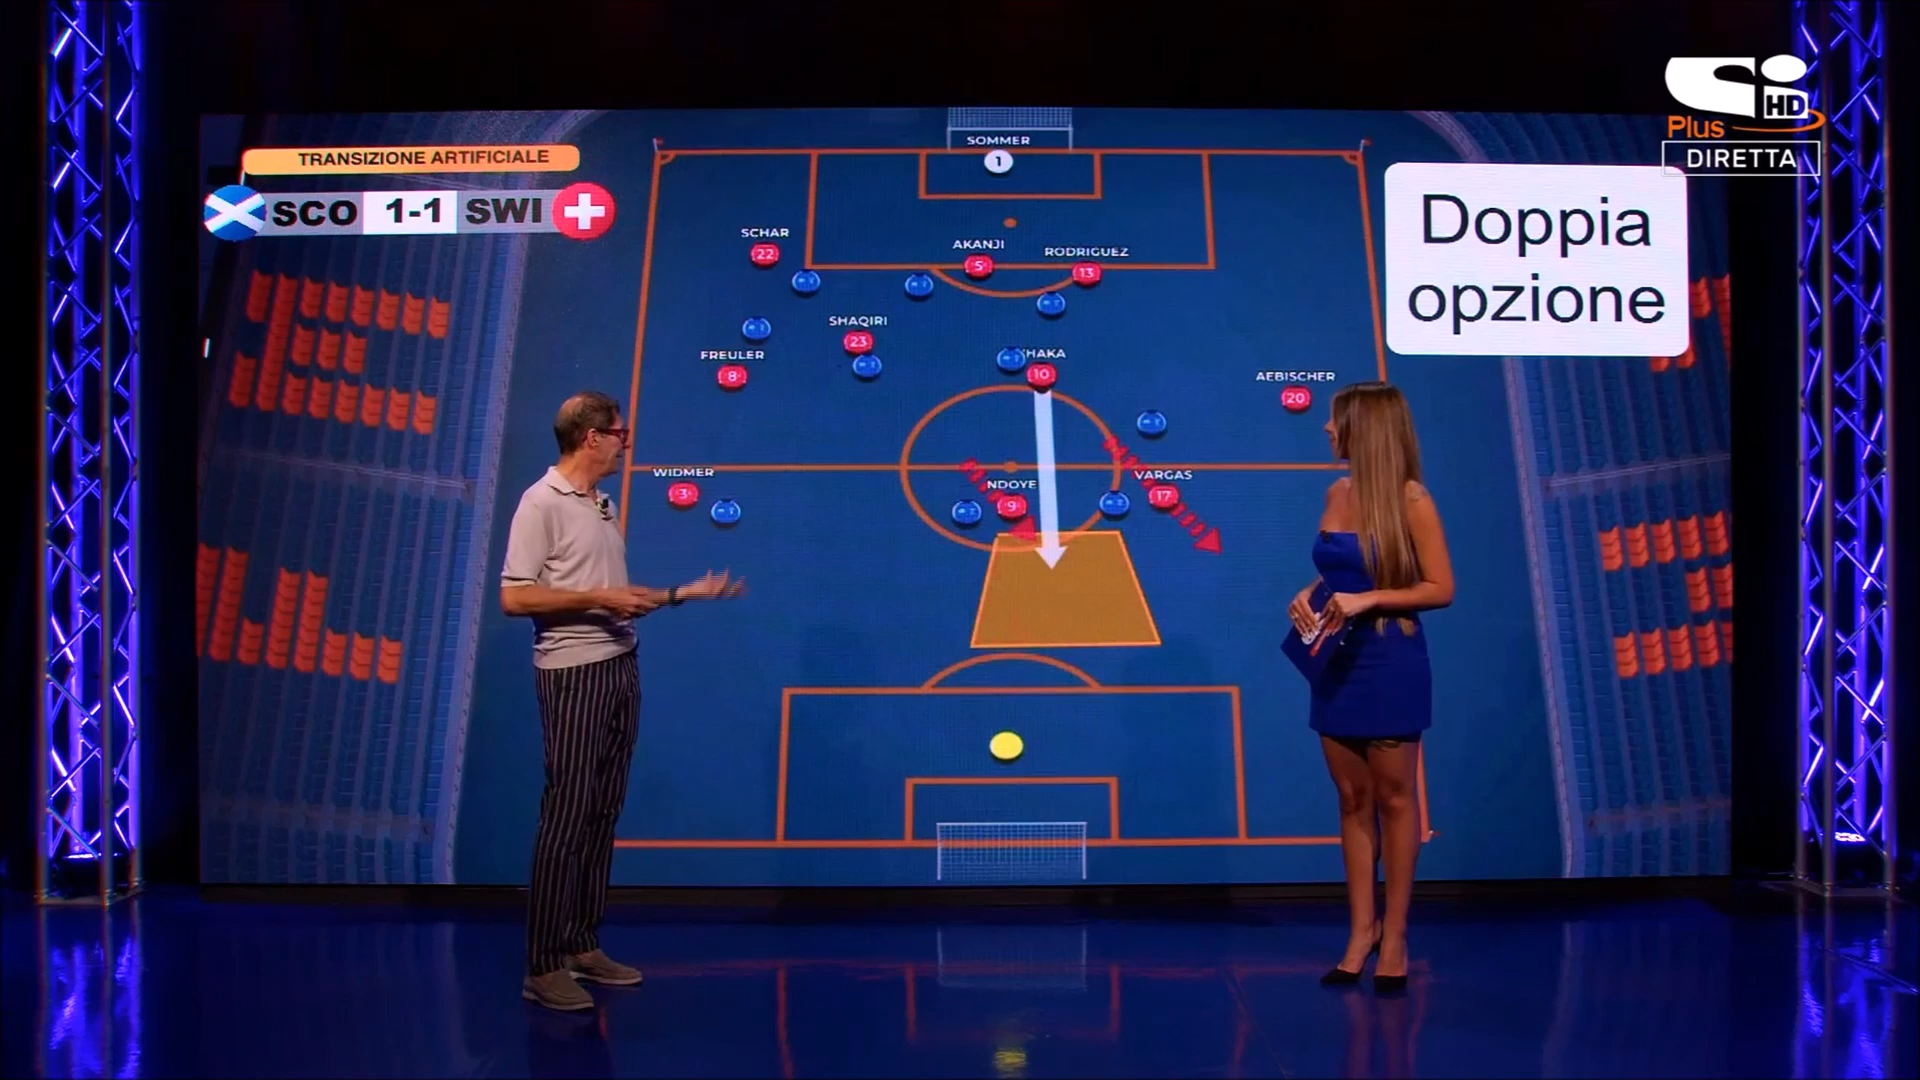 HD
Plus
DIRETTA
TRANSIZIONE ARTIFICIALE
SCO 1-1 SWI
Doppia
opzione
SOMMER
1
SCHAR
22
AKANJI
5
RODRIGUEZ
13
SHAQIRI
23
FREULER
8
HAKA
10
AEBISCHER
20
WIDMER
3
NDOYE
9
VARGAS
17